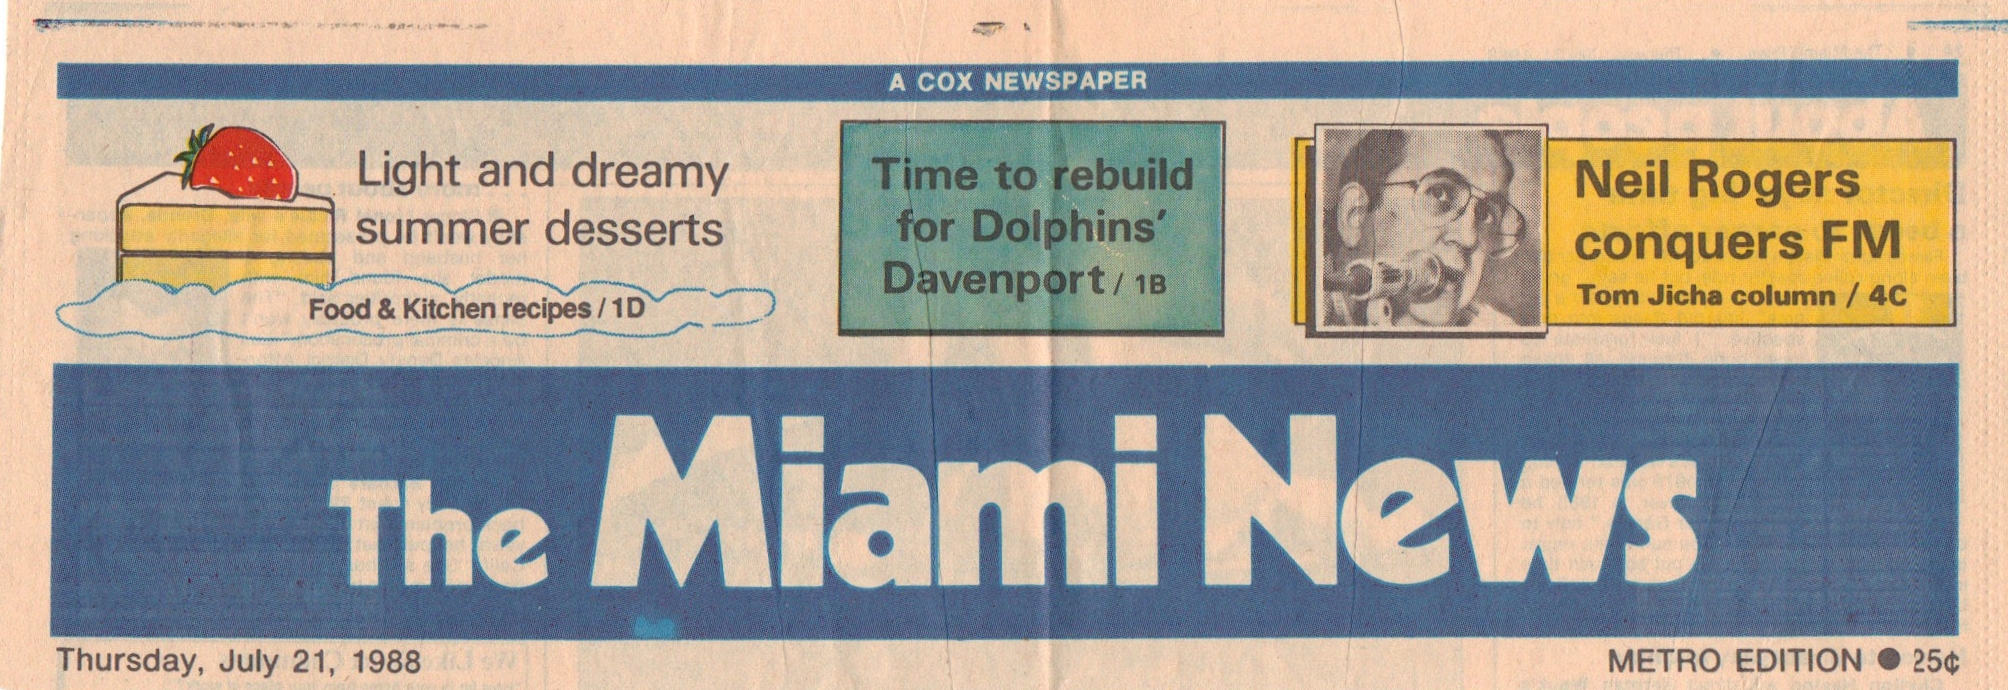 A COX NEWSPAPER
Light and dreamy
summer desserts
Food & Kitchen recipes / 1D
Time to rebuild
for Dolphins'
Davenport / 1B
Neil Rogers
conquers FM
Tom Jicha column / 4C
The Miami News
Thursday, July 21, 1988
METRO EDITION ● 25¢